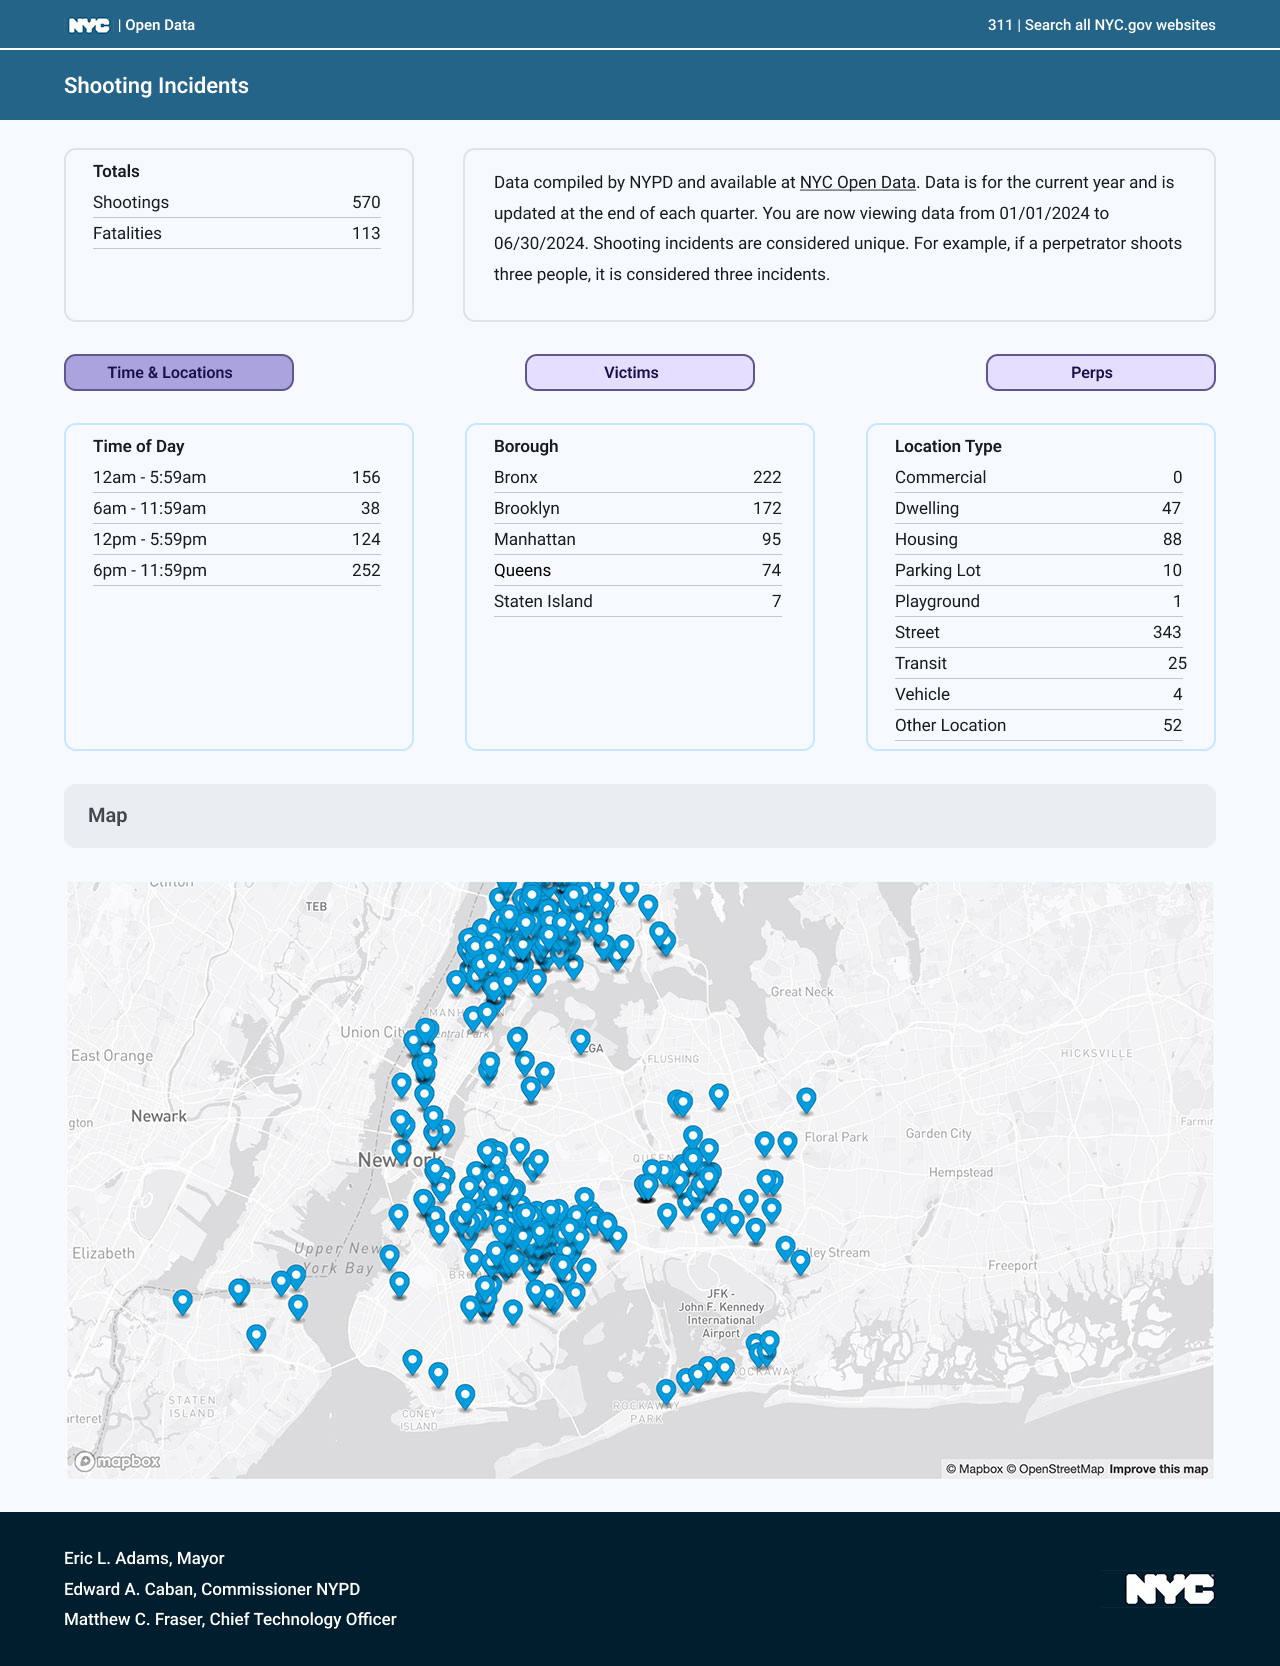 NYC | Open Data
311 | Search all NYC.gov websites
Shooting Incidents
Totals
Shootings 570
Fatalities 113
Data compiled by NYPD and available at NYC Open Data. Data is for the current year and is
updated at the end of each quarter. You are now viewing data from 01/01/2024 to
06/30/2024. Shooting incidents are considered unique. For example, if a perpetrator shoots
three people, it is considered three incidents.
Time & Locations
Victims
Perps
Time of Day
12am - 5:59am 156
6am - 11:59am 38
12pm - 5:59pm 124
6pm - 11:59pm 252
Borough
Bronx 222
Brooklyn 172
Manhattan 95
Queens 74
Staten Island 7
Location Type
Commercial 0
Dwelling 47
Housing 88
Parking Lot 10
Playground 1
Street 343
Transit 25
Vehicle 4
Other Location 52
Map
Clifton
TEB
Great Neck
Union City
Central Park
East Orange
FLUSHING
HICKSVILLE
Newark
gton
Farmin
Floral Park
Garden City
New York
Hempstead
Elizabeth
Upper New
York Bay
lley Stream
Freeport
JFK -
John F. Kennedy
International
Airport
STATEN
ISLAND
CONEY
ISLAND
ROCKAWAY
PARK
rteret
mapbox
© Mapbox © OpenStreetMap Improve this map
Eric L. Adams, Mayor
Edward A. Caban, Commissioner NYPD
Matthew C. Fraser, Chief Technology Officer
NYC